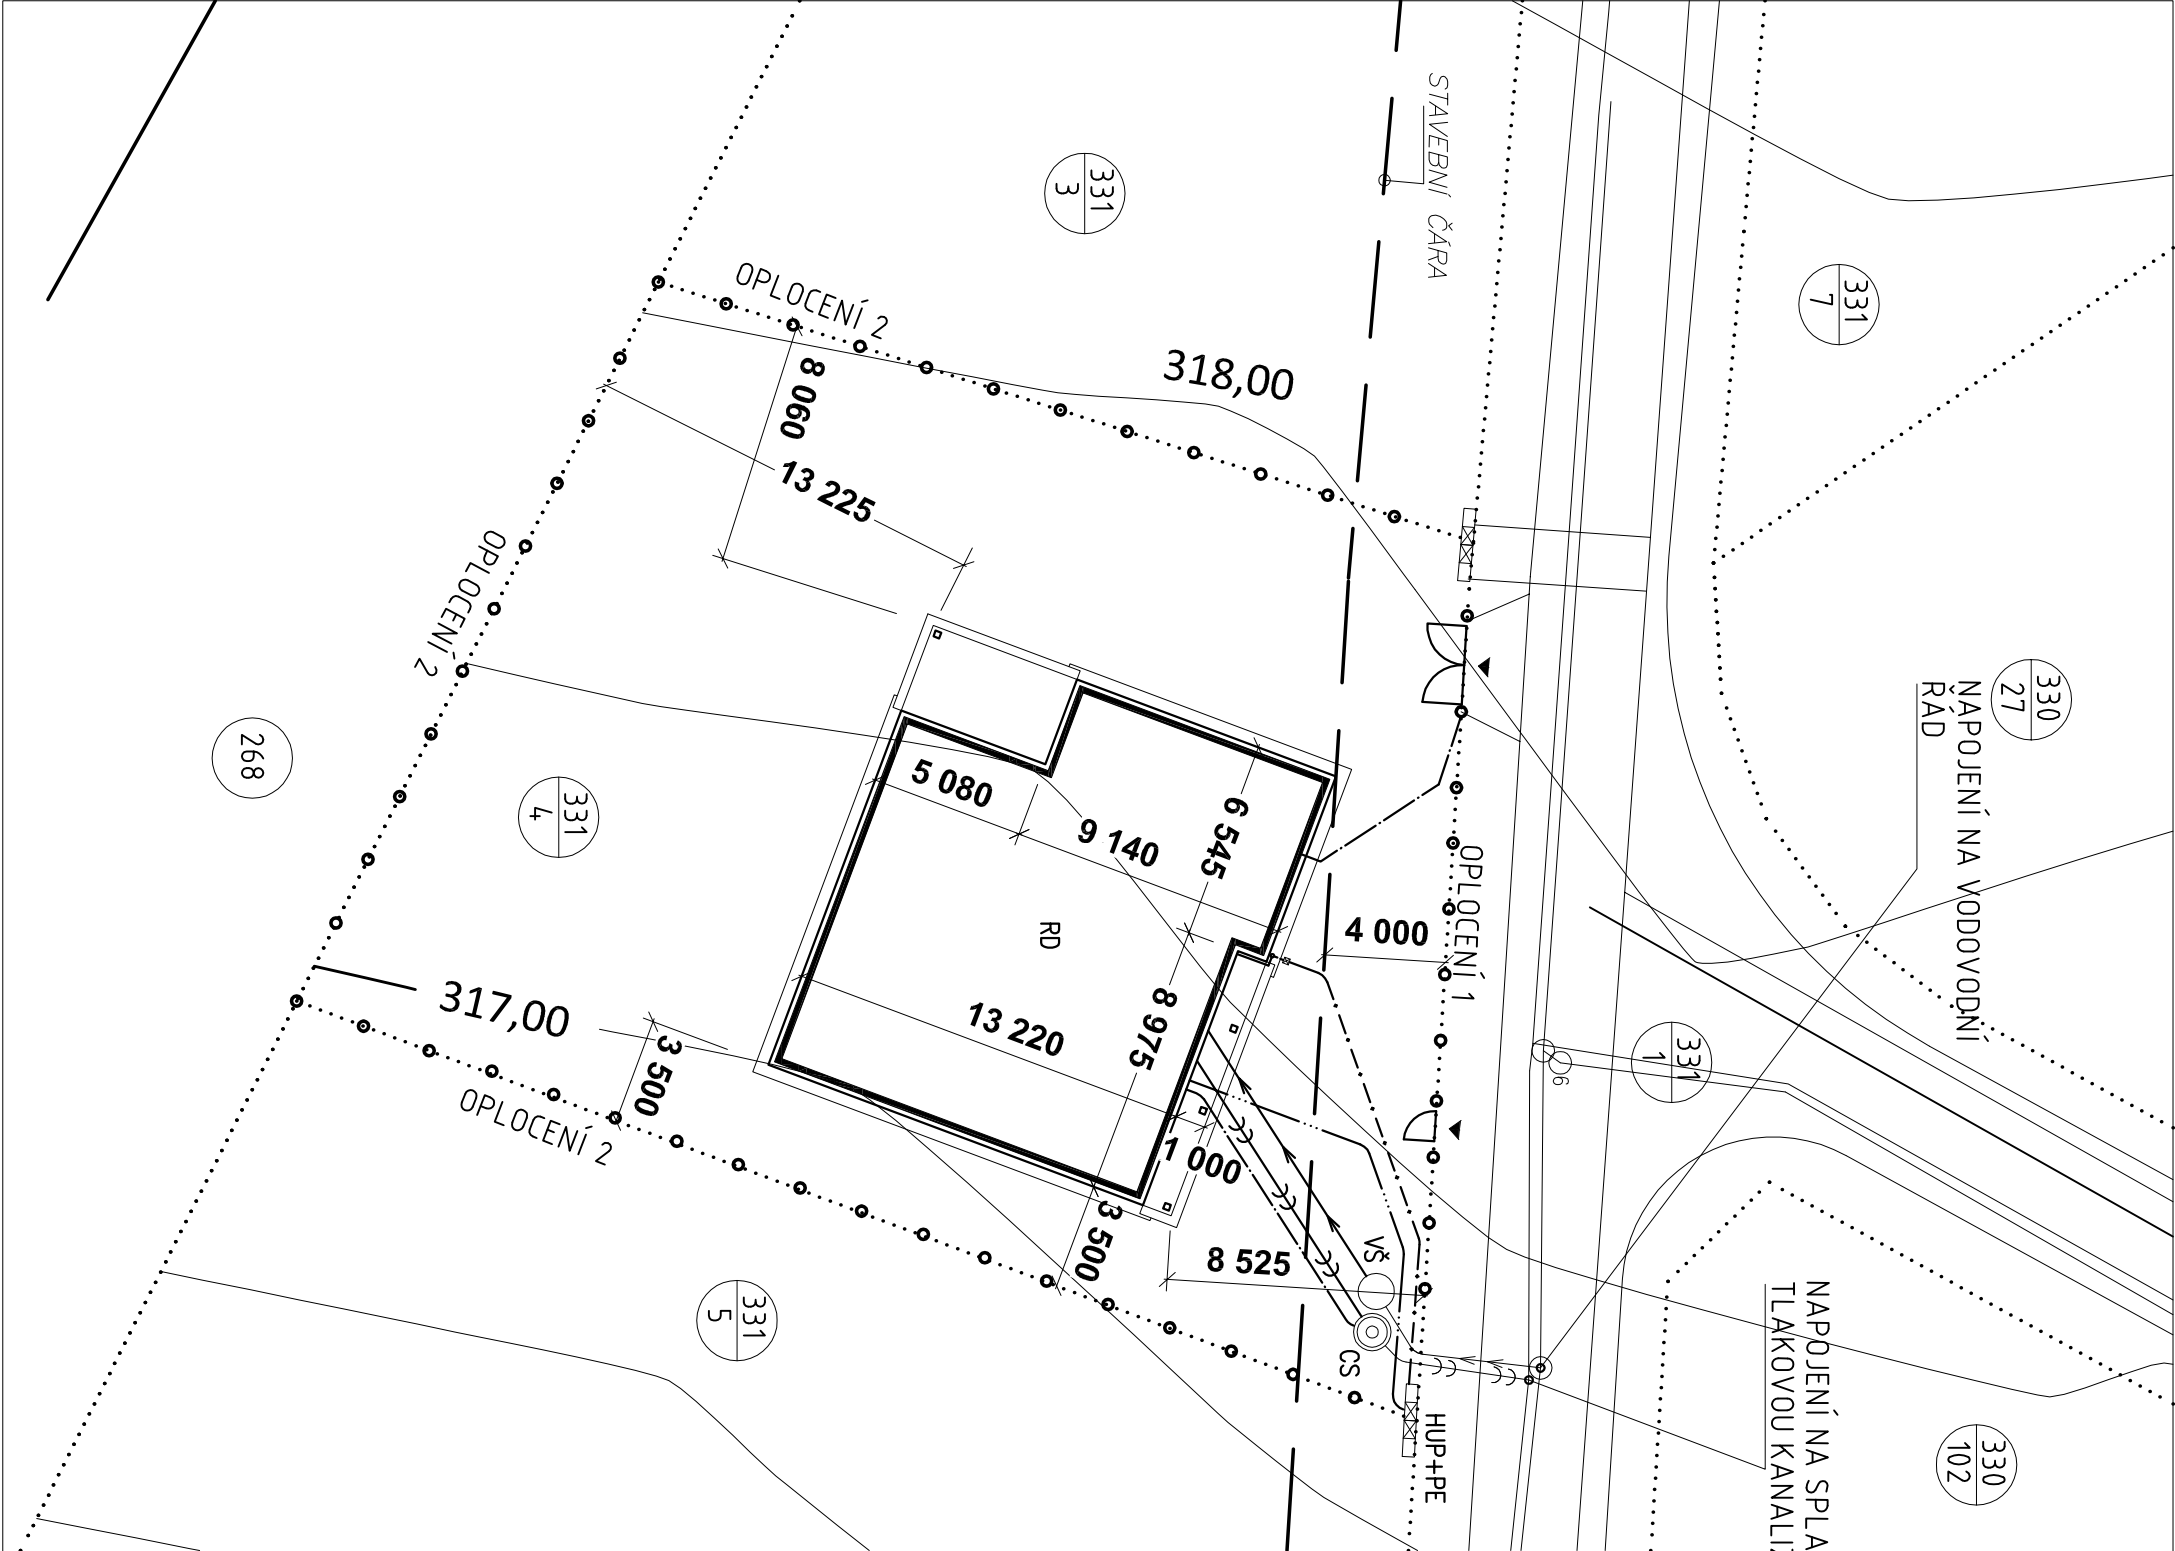 STAVEBNÍ ČÁRA
331
3
331
7
OPLOCENÍ 2
318,00
8 060
13 225
OPLOCENÍ 2
330
27
NAPOJENÍ NA VODOVODNÍ
ŘÁD
268
331
4
5 080
9 140
6 545
RD
4 000
OPLOCENÍ 1
317,00
3 500
13 220
8 975
331
1
6
OPLOCENÍ 2
1 000
3 500
8 525
VŠ
CS
HUP+PE
331
5
NAPOJENÍ NA SPLA
TLAKOVOU KANALI
330
102